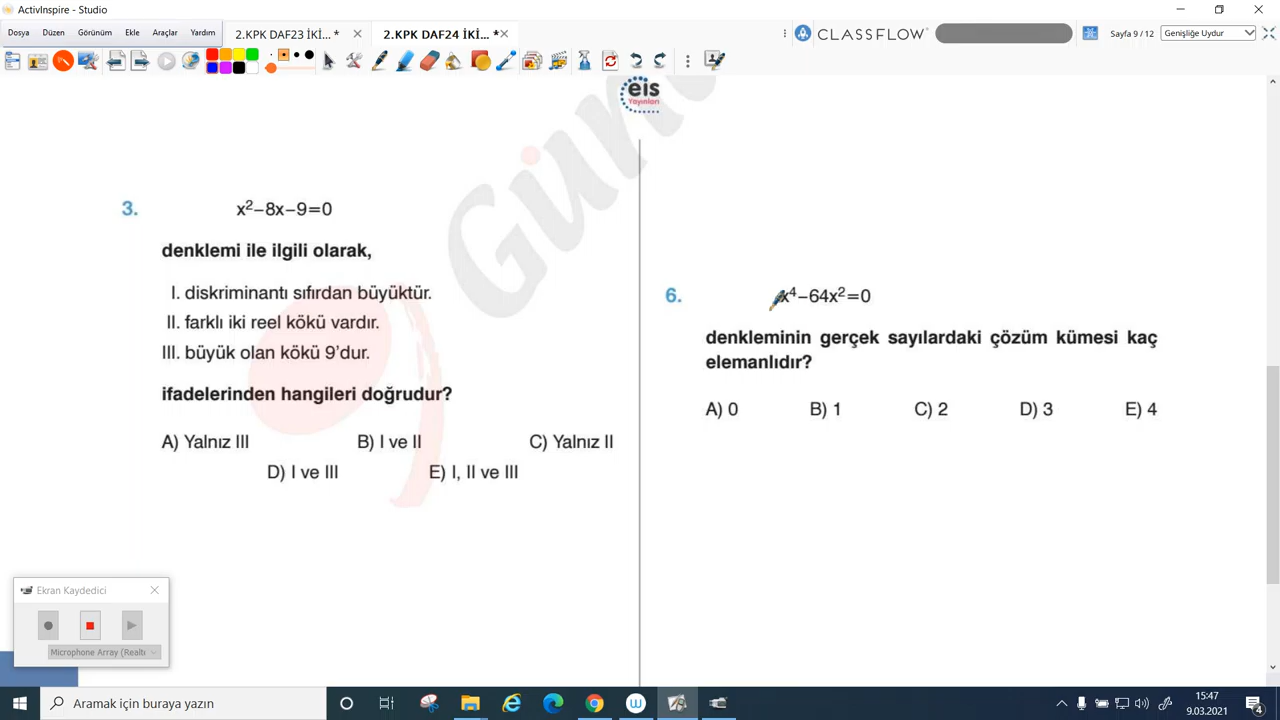 ActivInspire - Studio
Dosya Düzen Görünüm Ekle Araçlar Yardım
2.KPK DAF23 İKİ... *
2.KPK DAF24 İKİ... *
CLASSFLOW
Sayfa 9 / 12
Genişliğe Uydur
eis
Yayınları
3.
x²–8x–9=0
denklemi ile ilgili olarak,
I. diskriminantı sıfırdan büyüktür.
II. farklı iki reel kökü vardır.
III. büyük olan kökü 9’dur.
ifadelerinden hangileri doğrudur?
A) Yalnız III B) I ve II C) Yalnız II
D) I ve III E) I, II ve III
6.
x⁴–64x²=0
denkleminin gerçek sayılardaki çözüm kümesi kaç
elemanlıdır?
A) 0 B) 1 C) 2 D) 3 E) 4
Ekran Kaydedici
Microphone Array (Realt
Aramak için buraya yazın
15:47
9.03.2021
4